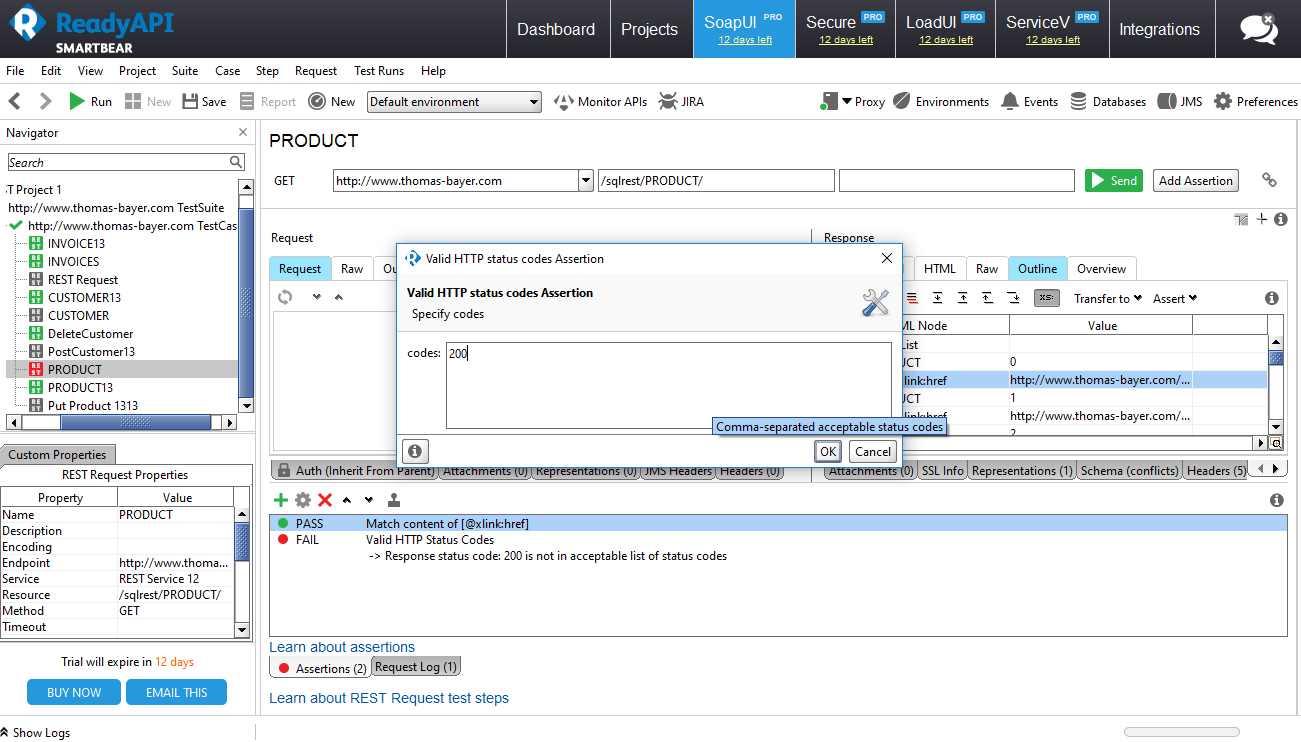 ReadyAPI
SMARTBEAR
Dashboard
Projects
SoapUI PRO
12 days left
Secure PRO
12 days left
LoadUI PRO
12 days left
ServiceV PRO
12 days left
Integrations
File Edit View Project Suite Case Step Request Test Runs Help
Run New Save Report New Default environment Monitor APIs JIRA Proxy Environments Events Databases JMS Preferences
Navigator
Search
T Project 1
http://www.thomas-bayer.com TestSuite
http://www.thomas-bayer.com TestCas
INVOICE13
INVOICES
REST Request
CUSTOMER13
CUSTOMER
DeleteCustomer
PostCustomer13
PRODUCT
PRODUCT13
Put Product 1313
Custom Properties
REST Request Properties
Property Value
Name PRODUCT
Description
Encoding
Endpoint http://www.thoma...
Service REST Service 12
Resource /sqlrest/PRODUCT/
Method GET
Timeout
Trial will expire in 12 days
BUY NOW EMAIL THIS
Show Logs
PRODUCT
GET http://www.thomas-bayer.com /sqlrest/PRODUCT/ Send Add Assertion
Request
Request Raw Ou
Response
HTML Raw Outline Overview
XS:
Transfer to Assert
ML Node Value
List
UCT 0
link:href http://www.thomas-bayer.com/...
UCT 1
link:href http://www.thomas-bayer.com/...
2
Valid HTTP status codes Assertion
Valid HTTP status codes Assertion
Specify codes
codes: 200
Comma-separated acceptable status codes
OK Cancel
Auth (Inherit From Parent) Attachments (0) Representations (0) JMS Headers Headers (0)
Attachments (0) SSL Info Representations (1) Schema (conflicts) Headers (5)
PASS Match content of [@xlink:href]
FAIL Valid HTTP Status Codes
-> Response status code: 200 is not in acceptable list of status codes
Learn about assertions
Assertions (2) Request Log (1)
Learn about REST Request test steps